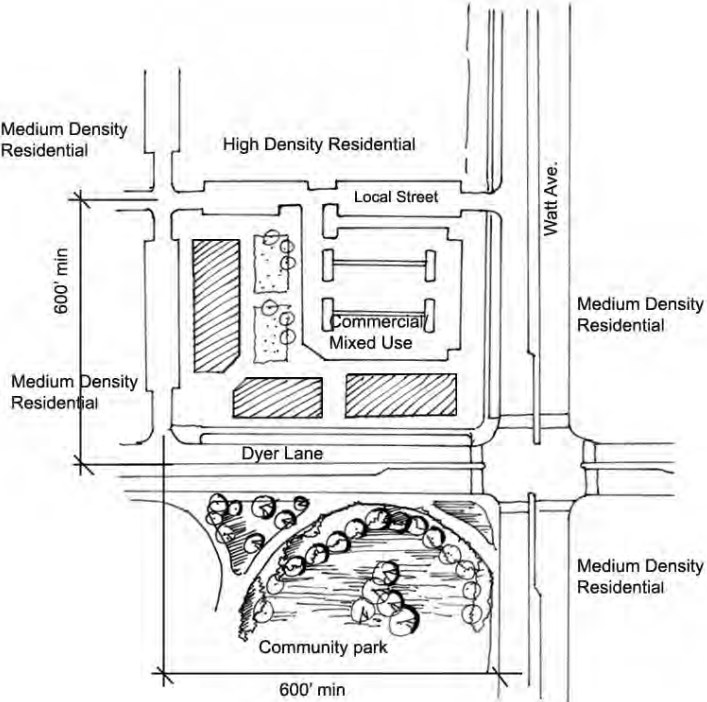 Medium Density
Residential
High Density Residential
Local Street
Watt Ave.
600' min
Commercial/
Mixed Use
Medium Density
Residential
Medium Density
Residential
Dyer Lane
Medium Density
Residential
Community park
600' min